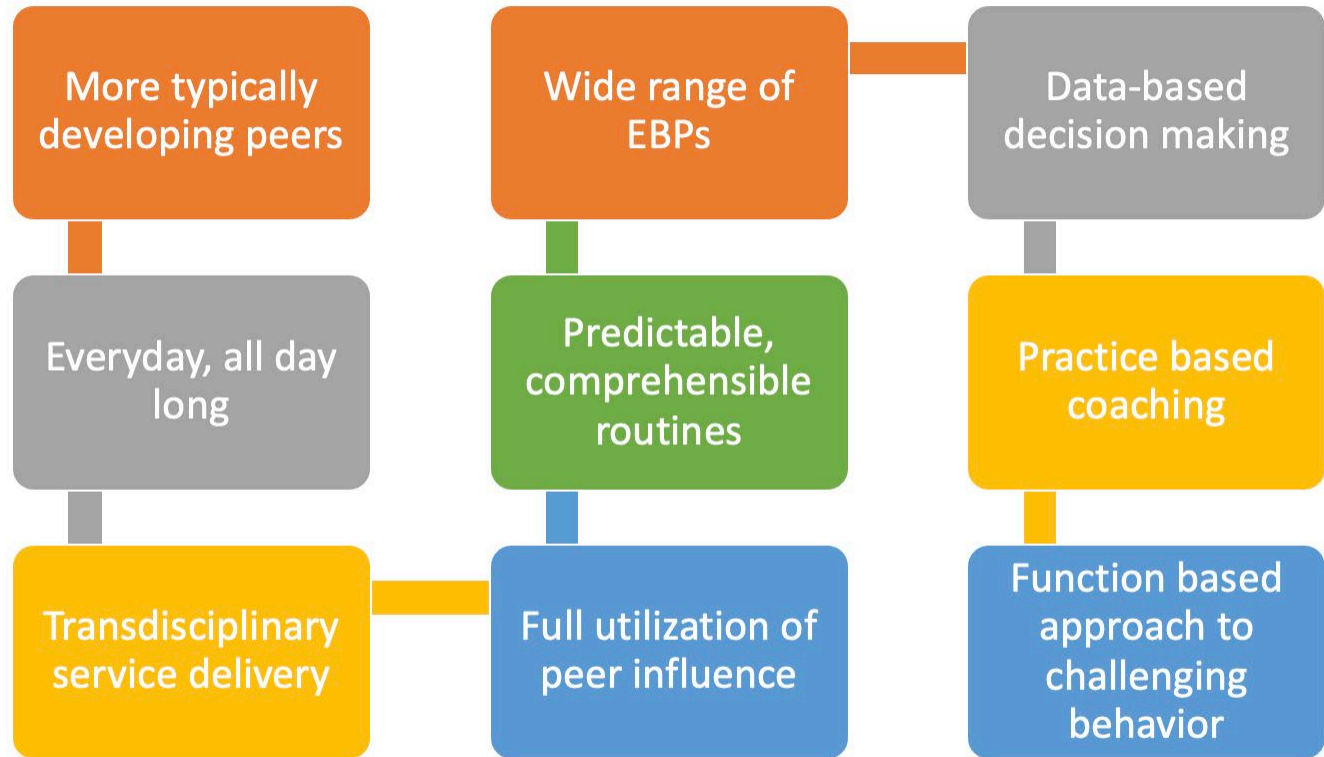 More typically
developing peers
Everyday, all day
long
Transdisciplinary
service delivery
Full utilization of
peer influence
Predictable,
comprehensible
routines
Wide range of
EBPs
Data-based
decision making
Practice based
coaching
Function based
approach to
challenging
behavior